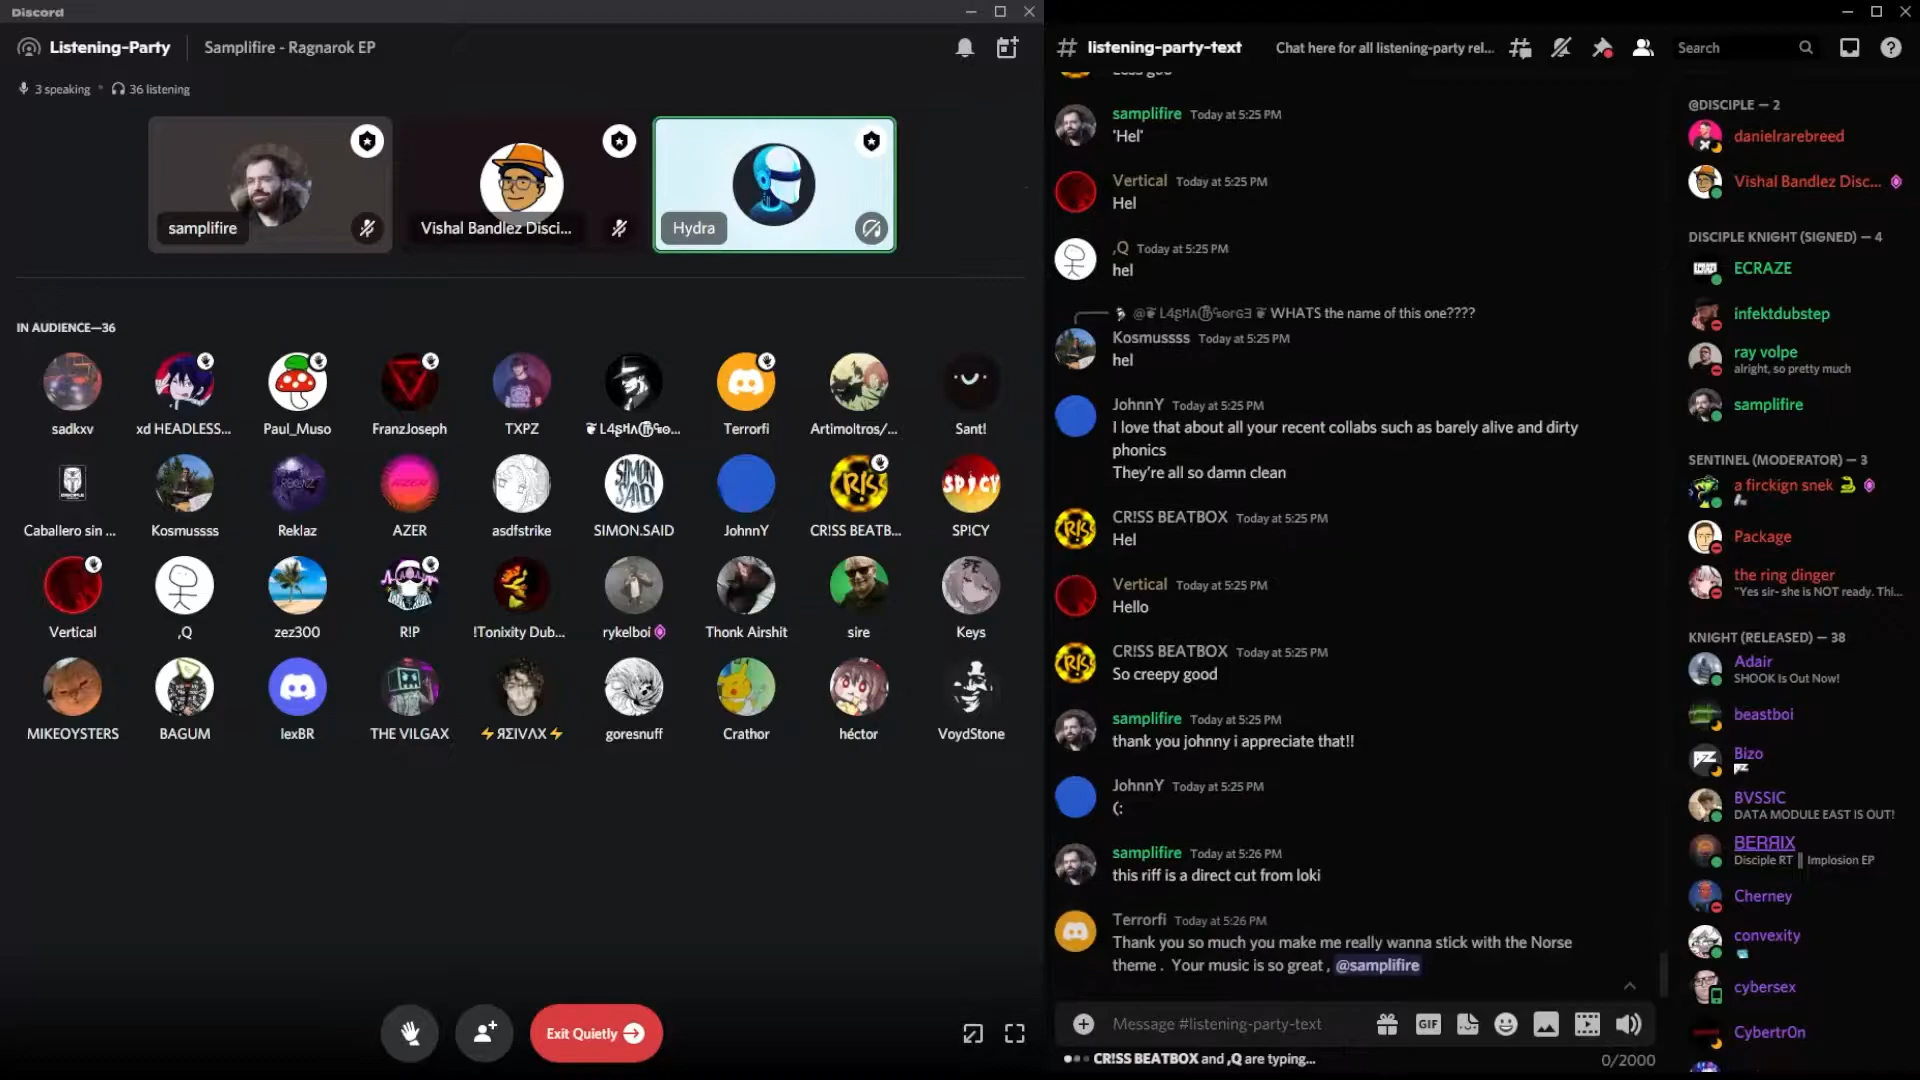 Discord
Listening-Party
Samplifire - Ragnarok EP
3 speaking
36 listening
samplifire
Vishal Bandlez Disci...
Hydra
IN AUDIENCE—36
sadkxv
xd HEADLESS...
Paul_Muso
FranzJoseph
TXPZ
Terrorfi
Artimoltros/...
Sant!
Caballero sin ...
Kosmussss
Reklaz
AZER
asdfstrike
SIMON.SAID
JohnnY
CR!SS BEATB...
SP!CY
Vertical
,Q
zez300
R!P
!Tonixity Dub...
rykelboi
Thonk Airshit
sire
Keys
MIKEOYSTERS
BAGUM
lexBR
THE VILGAX
⚡ЯΣIVΛX⚡
goresnuff
Crathor
héctor
VoydStone
Exit Quietly
listening-party-text
Chat here for all listening-party rel...
Search
samplifire Today at 5:25 PM
'Hel'
Vertical Today at 5:25 PM
Hel
,Q Today at 5:25 PM
hel
WHATS the name of this one????
Kosmussss Today at 5:25 PM
hel
JohnnY Today at 5:25 PM
I love that about all your recent collabs such as barely alive and dirty
phonics
They're all so damn clean
CR!SS BEATBOX Today at 5:25 PM
Hel
Vertical Today at 5:25 PM
Hello
CR!SS BEATBOX Today at 5:25 PM
So creepy good
samplifire Today at 5:25 PM
thank you johnny i appreciate that!!
JohnnY Today at 5:25 PM
(:
samplifire Today at 5:26 PM
this riff is a direct cut from loki
Terrorfi Today at 5:26 PM
Thank you so much you make me really wanna stick with the Norse
theme . Your music is so great , @samplifire
Message #listening-party-text
GIF
CR!SS BEATBOX and ,Q are typing...
0/2000
@DISCIPLE — 2
danielrarebreed
Vishal Bandlez Disc...
DISCIPLE KNIGHT (SIGNED) — 4
ECRAZE
infektdubstep
ray volpe
alright, so pretty much
samplifire
SENTINEL (MODERATOR) — 3
a firckign snek
Package
the ring dinger
"Yes sir- she is NOT ready. Thi...
KNIGHT (RELEASED) — 38
Adair
SHOOK Is Out Now!
beastboi
Bizo
BVSSIC
DATA MODULE EAST IS OUT!
BEЯЯIX
Disciple RT || Implosion EP
Cherney
convexity
cybersex
Cybertr0n